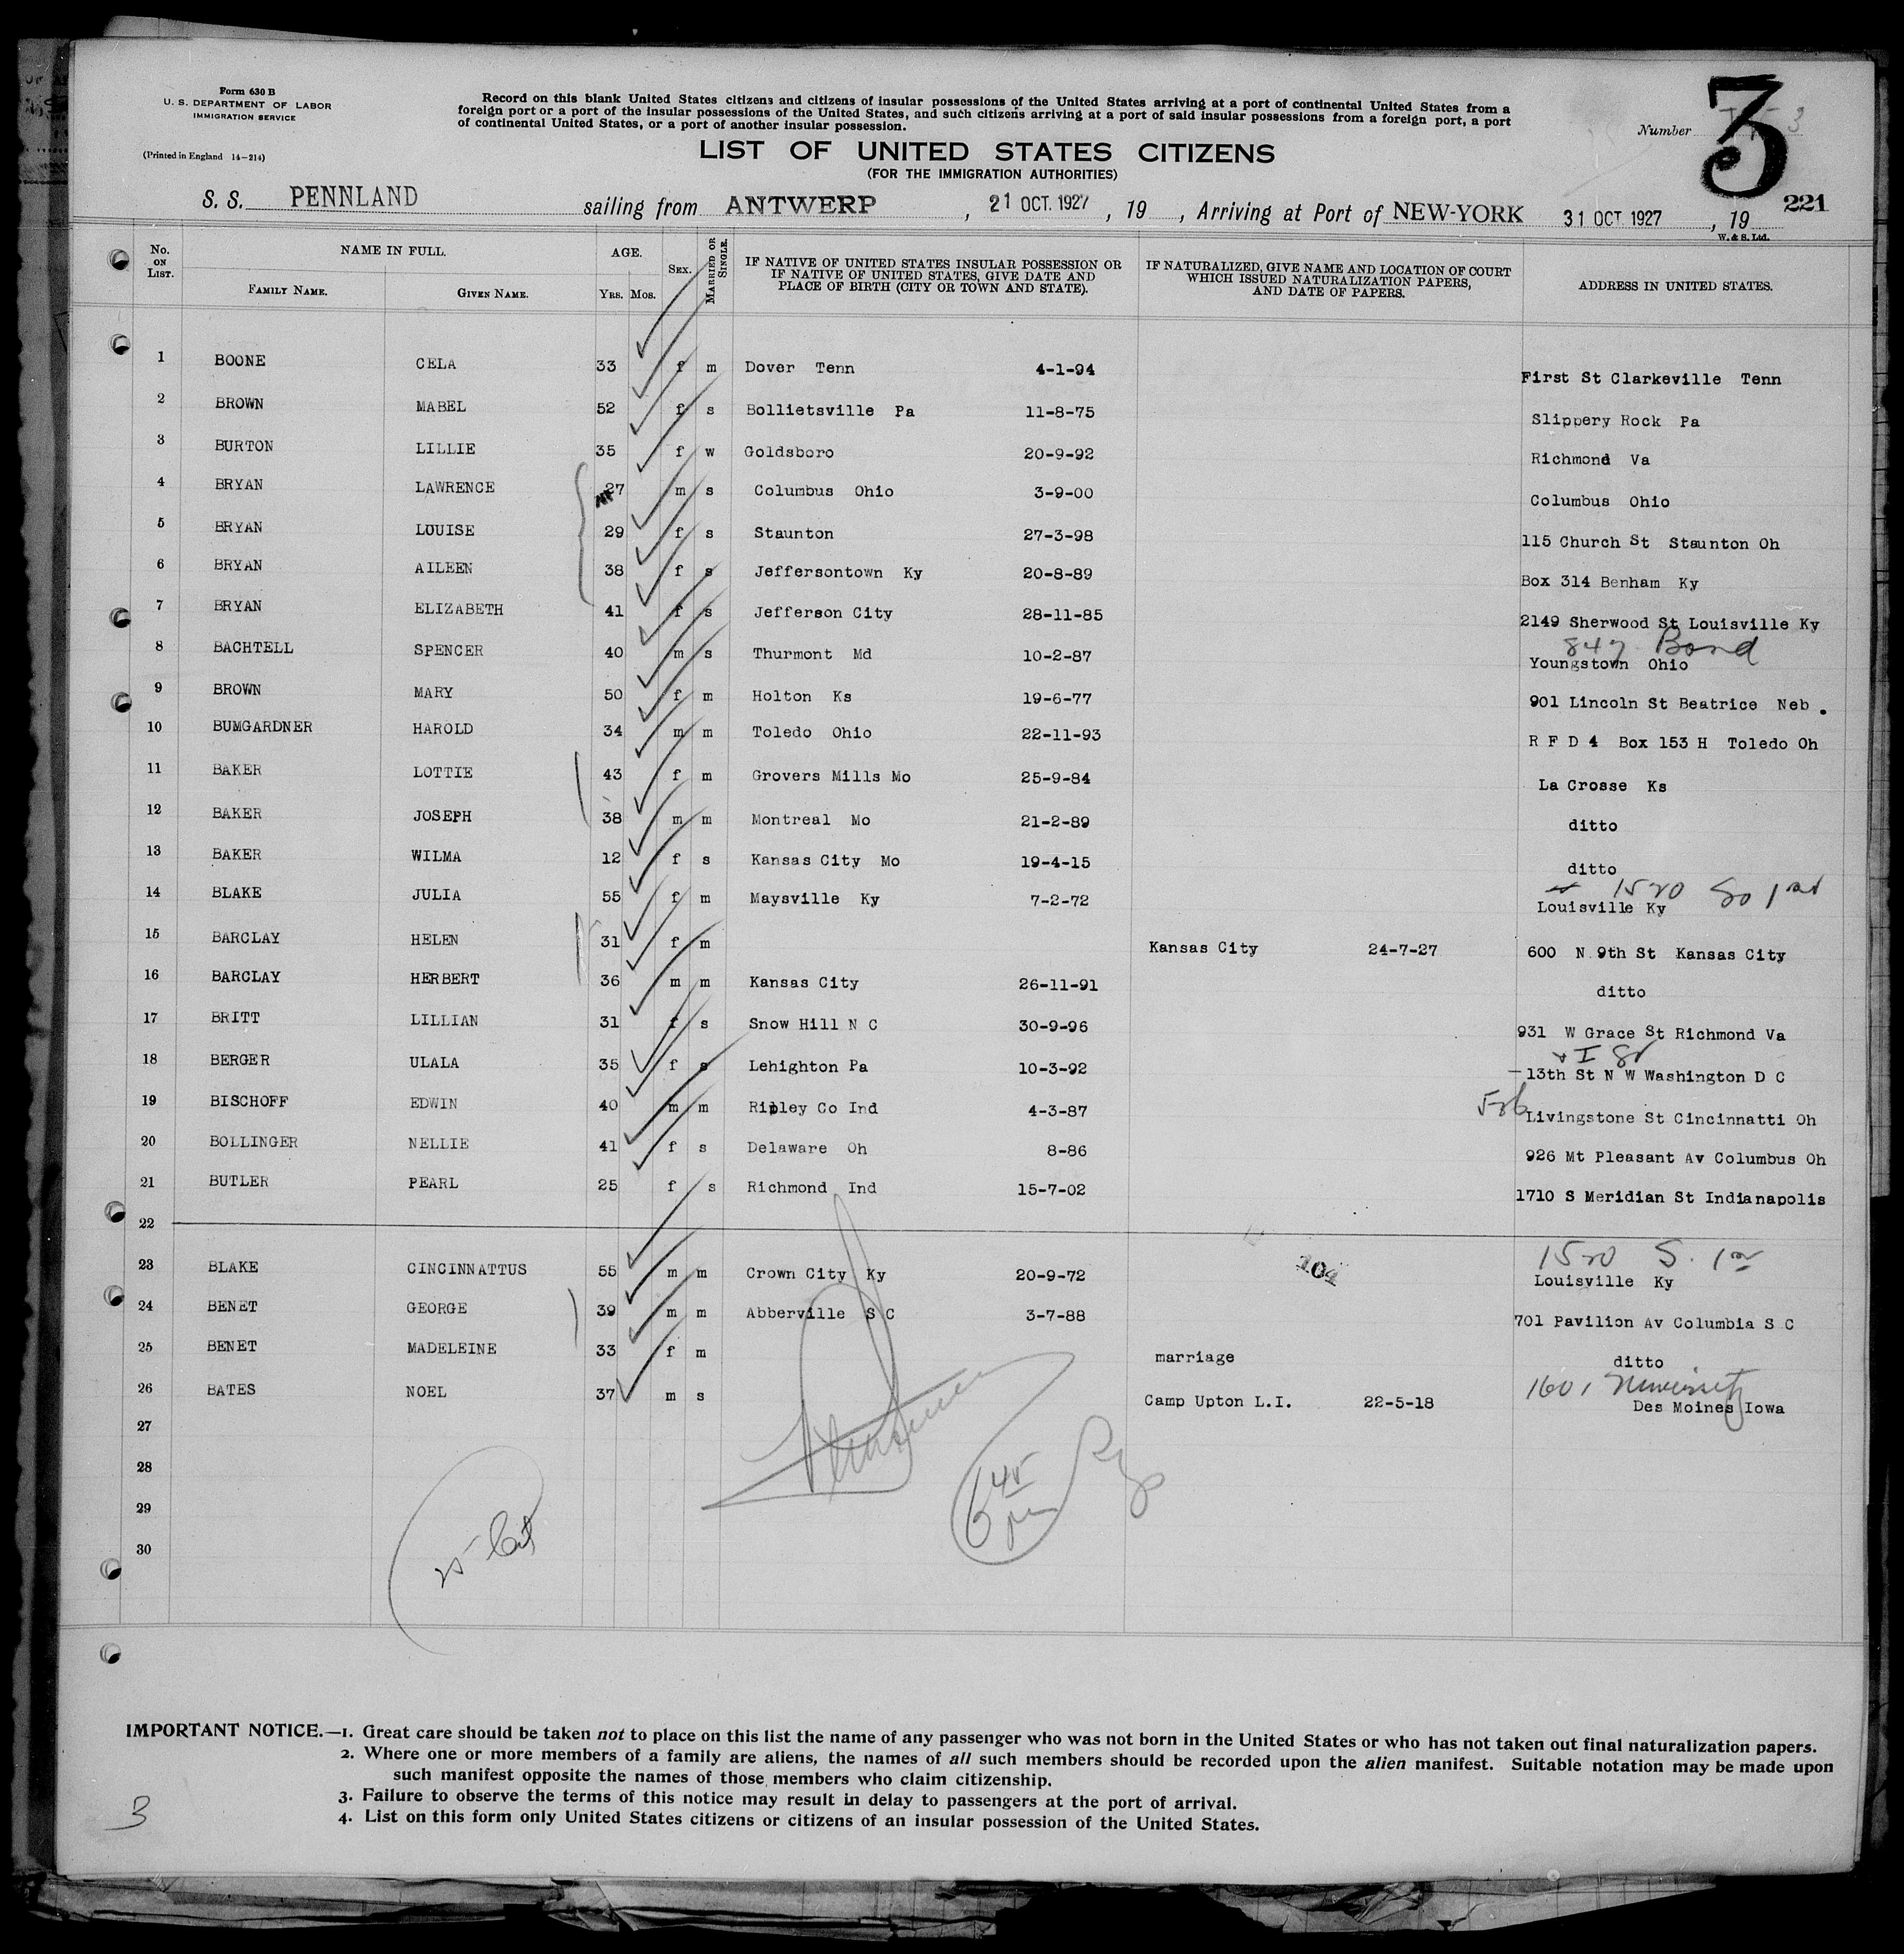 Form 630 B
U. S. DEPARTMENT OF LABOR
IMMIGRATION SERVICE
(Printed in England 14-214)
Record on this blank United States citizens and citizens of insular possessions of the United States arriving at a port of continental United States from a
foreign port or a port of the insular possessions of the United States, and such citizens arriving at a port of said insular possessions from a foreign port, a port
of continental United States, or a port of another insular possession.
Number 3
LIST OF UNITED STATES CITIZENS
(FOR THE IMMIGRATION AUTHORITIES)
S. S. PENNLAND sailing from ANTWERP, 21 OCT. 1927, 19 , Arriving at Port of NEW-YORK 31 OCT 1927, 19 221
W. & S. Ltd.
No. ON LIST. NAME IN FULL. FAMILY NAME. GIVEN NAME. AGE. YRS. MOS. SEX. MARRIED OR SINGLE. IF NATIVE OF UNITED STATES INSULAR POSSESSION OR IF NATIVE OF UNITED STATES, GIVE DATE AND PLACE OF BIRTH (CITY OR TOWN AND STATE). IF NATURALIZED, GIVE NAME AND LOCATION OF COURT WHICH ISSUED NATURALIZATION PAPERS, AND DATE OF PAPERS. ADDRESS IN UNITED STATES.
1 BOONE CELA 33 f m Dover Tenn 4-1-94 First St Clarkeville Tenn
2 BROWN MABEL 52 f s Bollietsville Pa 11-8-75 Slippery Rock Pa
3 BURTON LILLIE 35 f w Goldsboro 20-9-92 Richmond Va
4 BRYAN LAWRENCE 27 m s Columbus Ohio 3-9-00 Columbus Ohio
5 BRYAN LOUISE 29 f s Staunton 27-3-98 115 Church St Staunton Oh
6 BRYAN AILEEN 38 f s Jeffersontown Ky 20-8-89 Box 314 Benham Ky
7 BRYAN ELIZABETH 41 f s Jefferson City 28-11-85 2149 Sherwood St Louisville Ky
847 Bond
8 BACHTELL SPENCER 40 m s Thurmont Md 10-2-87 Youngstown Ohio
9 BROWN MARY 50 f m Holton Ks 19-6-77 901 Lincoln St Beatrice Neb .
10 BUMGARDNER HAROLD 34 m m Toledo Ohio 22-11-93 R F D 4 Box 153 H Toledo Oh
11 BAKER LOTTIE 43 f m Grovers Mills Mo 25-9-84 La Crosse Ks
12 BAKER JOSEPH 38 m m Montreal Mo 21-2-89 ditto
13 BAKER WILMA 12 f s Kansas City Mo 19-4-15 ditto
1520 So 1st
14 BLAKE JULIA 55 f m Maysville Ky 7-2-72 Louisville Ky
15 BARCLAY HELEN 31 f m Kansas City 24-7-27 600 N 9th St Kansas City
16 BARCLAY HERBERT 36 m m Kansas City 26-11-91 ditto
17 BRITT LILLIAN 31 f s Snow Hill N C 30-9-96 931 W Grace St Richmond Va
& I St
18 BERGER ULALA 35 f s Lehighton Pa 10-3-92 13th St N W Washington D C
19 BISCHOFF EDWIN 40 m m Ripley Co Ind 4-3-87 526 Livingstone St Cincinnatti Oh
20 BOLLINGER NELLIE 41 f s Delaware Oh 8-86 926 Mt Pleasant Av Columbus Oh
21 BUTLER PEARL 25 f s Richmond Ind 15-7-02 1710 S Meridian St Indianapolis
22
1520 S. 1st
23 BLAKE CINCINNATTUS 55 m m Crown City Ky 20-9-72 104 Louisville Ky
24 BENET GEORGE 39 m m Abberville S C 3-7-88 701 Pavilion Av Columbia S C
25 BENET MADELEINE 33 f m marriage ditto
1601
26 BATES NOEL 37 m s Camp Upton L.I. 22-5-18 Des Moines Iowa
27
28
29
30
6 45 pm
IMPORTANT NOTICE.—1. Great care should be taken not to place on this list the name of any passenger who was not born in the United States or who has not taken out final naturalization papers.
2. Where one or more members of a family are aliens, the names of all such members should be recorded upon the alien manifest. Suitable notation may be made upon
such manifest opposite the names of those members who claim citizenship.
3. Failure to observe the terms of this notice may result in delay to passengers at the port of arrival.
4. List on this form only United States citizens or citizens of an insular possession of the United States.
3